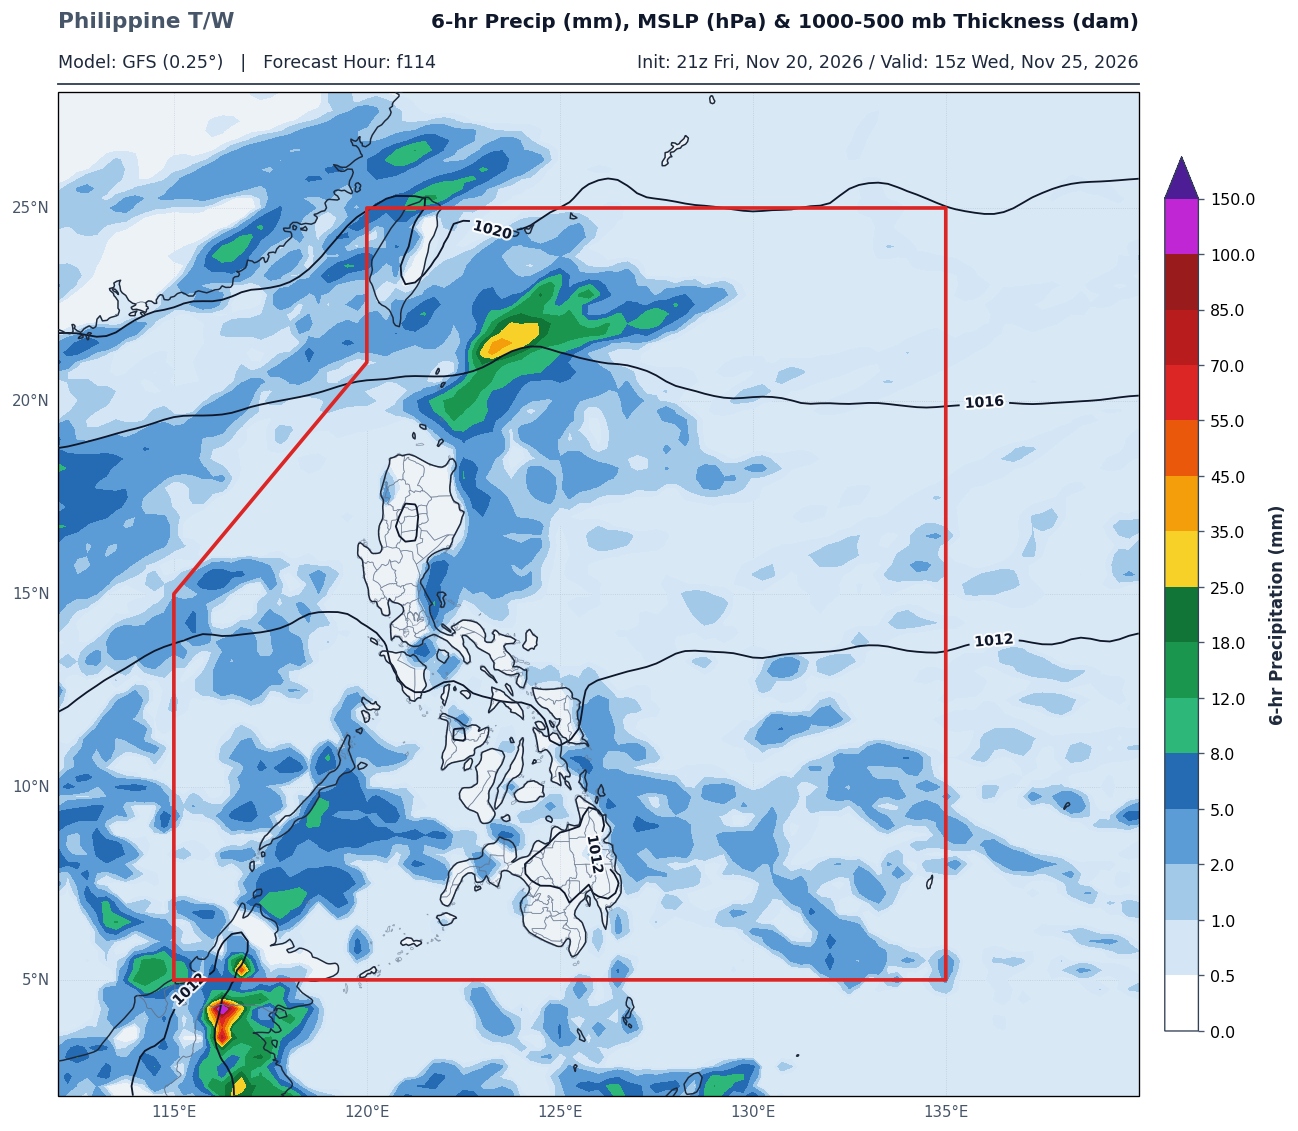 Philippine T/W
6-hr Precip (mm), MSLP (hPa) & 1000-500 mb Thickness (dam)
Model: GFS (0.25°) | Forecast Hour: f114
Init: 21z Fri, Nov 20, 2026 / Valid: 15z Wed, Nov 25, 2026
25°N
20°N
15°N
10°N
5°N
115°E
120°E
125°E
130°E
135°E
1020
1016
1012
1012
1012
150.0
100.0
85.0
70.0
55.0
45.0
35.0
25.0
18.0
12.0
8.0
5.0
2.0
1.0
0.5
0.0
6-hr Precipitation (mm)